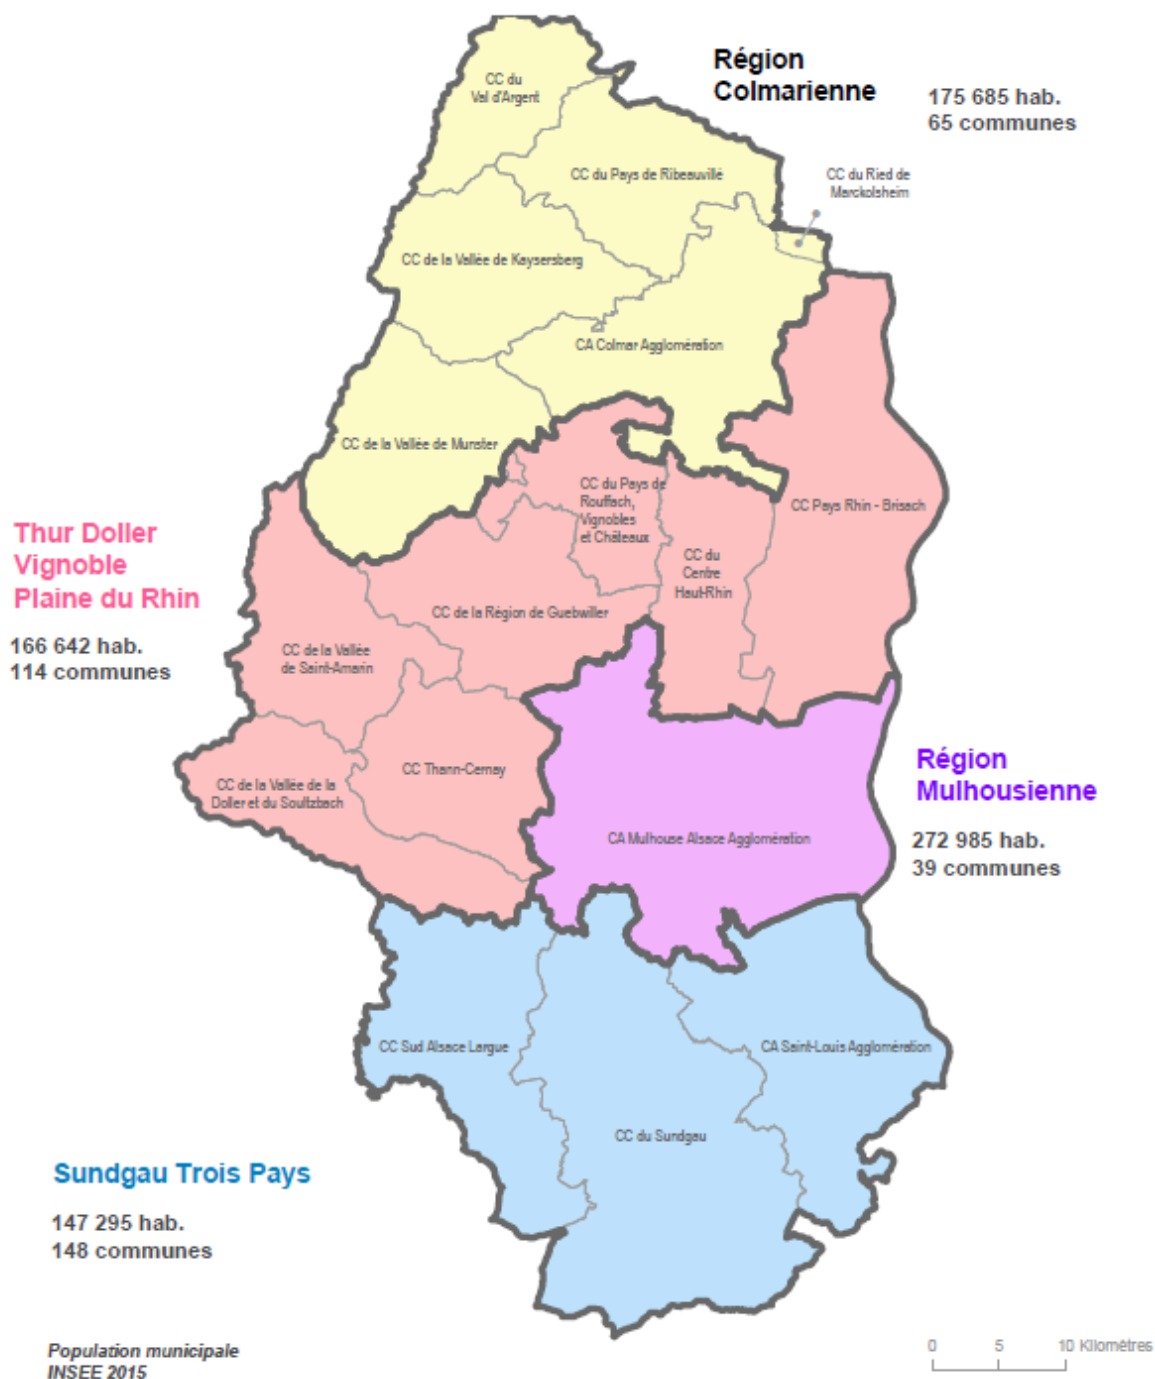 Région
Colmarienne
175 685 hab.
65 communes
CC du
Val d'Argent
CC du Pays de Ribeauvillé
CC du Ried de
Marckolsheim
CC de la Vallée de Kaysersberg
CA Colmar Agglomération
CC de la Vallée de Munster
CC du Pays de
Rouffach,
Vignobles
et Châteaux
CC Pays Rhin - Brisach
Thur Doller
Vignoble
Plaine du Rhin
166 642 hab.
114 communes
CC du
Centre
Haut-Rhin
CC de la Région de Guebwiller
CC de la Vallée
de Saint-Amarin
CC Thann-Cernay
CC de la Vallée de la
Doller et du Soultzbach
Région
Mulhousienne
272 985 hab.
39 communes
CA Mulhouse Alsace Agglomération
CC Sud Alsace Largue
CA Saint-Louis Agglomération
CC du Sundgau
Sundgau Trois Pays
147 295 hab.
148 communes
Population municipale
INSEE 2015
0 5 10 Kilomètres